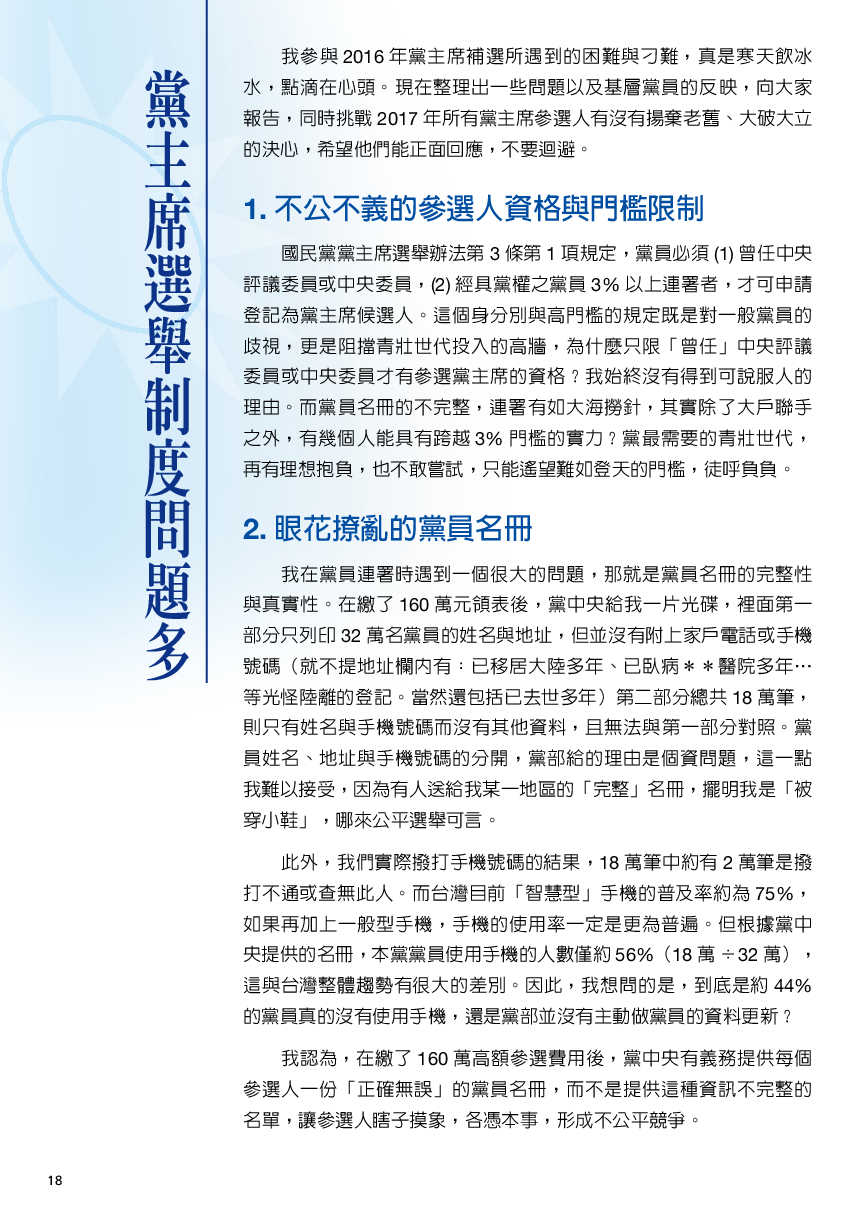 黨主席選舉制度問題多
我參與 2016 年黨主席補選所遇到的困難與刁難，真是寒天飲冰
水，點滴在心頭。現在整理出一些問題以及基層黨員的反映，向大家
報告，同時挑戰 2017 年所有黨主席參選人有沒有揚棄老舊、大破大立
的決心，希望他們能正面回應，不要迴避。
1. 不公不義的參選人資格與門檻限制
國民黨黨主席選舉辦法第 3 條第 1 項規定，黨員必須 (1) 曾任中央
評議委員或中央委員，(2) 經具黨權之黨員 3% 以上連署者，才可申請
登記為黨主席候選人。這個身分別與高門檻的規定既是對一般黨員的
歧視，更是阻擋青壯世代投入的高牆，為什麼只限「曾任」中央評議
委員或中央委員才有參選黨主席的資格？我始終沒有得到可說服人的
理由。而黨員名冊的不完整，連署有如大海撈針，其實除了大戶聯手
之外，有幾個人能具有跨越 3% 門檻的實力？黨最需要的青壯世代，
再有理想抱負，也不敢嘗試，只能遙望難如登天的門檻，徒呼負負。
2. 眼花撩亂的黨員名冊
我在黨員連署時遇到一個很大的問題，那就是黨員名冊的完整性
與真實性。在繳了 160 萬元領表後，黨中央給我一片光碟，裡面第一
部分只列印 32 萬名黨員的姓名與地址，但並沒有附上家戶電話或手機
號碼（就不提地址欄內有：已移居大陸多年、已臥病＊＊醫院多年…
等光怪陸離的登記。當然還包括已去世多年）第二部分總共 18 萬筆，
則只有姓名與手機號碼而沒有其他資料，且無法與第一部分對照。黨
員姓名、地址與手機號碼的分開，黨部給的理由是個資問題，這一點
我難以接受，因為有人送給我某一地區的「完整」名冊，擺明我是「被
穿小鞋」，哪來公平選舉可言。
此外，我們實際撥打手機號碼的結果，18 萬筆中約有 2 萬筆是撥
打不通或查無此人。而台灣目前「智慧型」手機的普及率約為 75%，
如果再加上一般型手機，手機的使用率一定是更為普遍。但根據黨中
央提供的名冊，本黨黨員使用手機的人數僅約 56%（18 萬 ÷32 萬），
這與台灣整體趨勢有很大的差別。因此，我想問的是，到底是約 44%
的黨員真的沒有使用手機，還是黨部並沒有主動做黨員的資料更新？
我認為，在繳了 160 萬高額參選費用後，黨中央有義務提供每個
參選人一份「正確無誤」的黨員名冊，而不是提供這種資訊不完整的
名單，讓參選人瞎子摸象，各憑本事，形成不公平競爭。
18